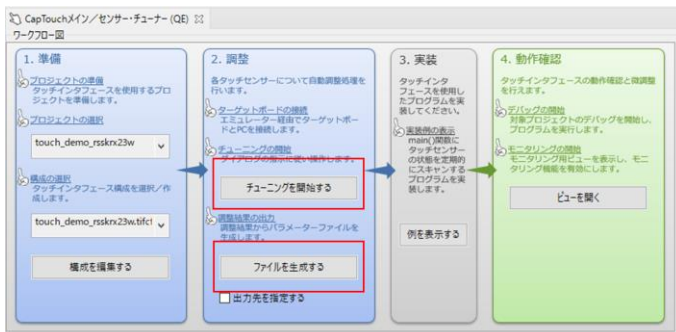 CapTouchメイン／センサー・チューナー (QE)
ワークフロー図
1. 準備
プロジェクトの準備
タッチインタフェースを使用するプロ
ジェクトを準備します。
プロジェクトの選択
touch_demo_rsskrx23w
構成の選択
タッチインタフェース構成を選択／作
成します。
touch_demo_rsskrx23w.tifct
構成を編集する
2. 調整
各タッチセンサーについて自動調整処理を
行います。
ターゲットボードの接続
エミュレーター経由でターゲットボー
ドとPCを接続します。
チューニングの開始
ダイアログの指示に従い操作します。
チューニングを開始する
調整結果の出力
調整結果からパラメーターファイルを
生成します。
ファイルを生成する
出力先を指定する
3. 実装
タッチインタ
フェースを使用し
たプログラムを実
装してください。
実装例の表示
main()関数に
タッチセンサー
の状態を定期的
にスキャンする
プログラムを実
装します。
例を表示する
4. 動作確認
タッチインタフェースの動作確認と微調整
を行えます。
デバッグの開始
対象プロジェクトのデバッグを開始し、
プログラムを実行します。
モニタリングの開始
モニタリング用ビューを表示し、モニ
タリング機能を有効にします。
ビューを開く